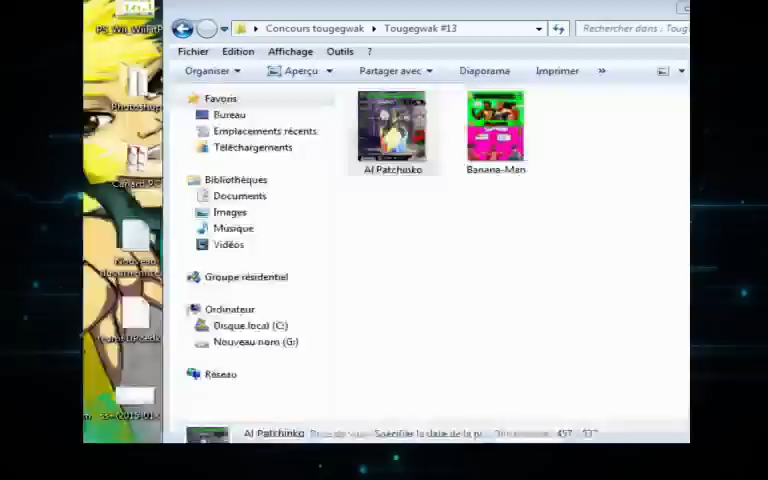 Concours tougegwak
Tougegwak #13
Rechercher dans : Toug
Fichier Edition Affichage Outils ?
Organiser Aperçu Partager avec Diaporama Imprimer »
Favoris
Bureau
Emplacements récents
Téléchargements
Bibliothèques
Documents
Images
Musique
Vidéos
Groupe résidentiel
Ordinateur
Disque local (C:)
Nouveau nom (G:)
Réseau
Al Patchinko
Banana-Man
Photoshop
Nouveau
Al Patchinko